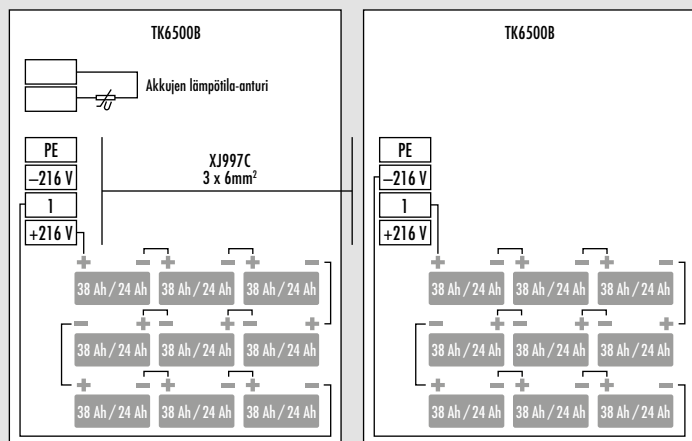 TK6500B
Akkujen lämpötila-anturi
PE
–216 V
1
+216 V
XJ997C
3 x 6mm²
+ – + – + –
38 Ah / 24 Ah 38 Ah / 24 Ah 38 Ah / 24 Ah
– + – + – +
38 Ah / 24 Ah 38 Ah / 24 Ah 38 Ah / 24 Ah
+ – + – + –
38 Ah / 24 Ah 38 Ah / 24 Ah 38 Ah / 24 Ah
TK6500B
PE
–216 V
1
+216 V
+ – + – + –
38 Ah / 24 Ah 38 Ah / 24 Ah 38 Ah / 24 Ah
– + – + – +
38 Ah / 24 Ah 38 Ah / 24 Ah 38 Ah / 24 Ah
+ – + – + –
38 Ah / 24 Ah 38 Ah / 24 Ah 38 Ah / 24 Ah